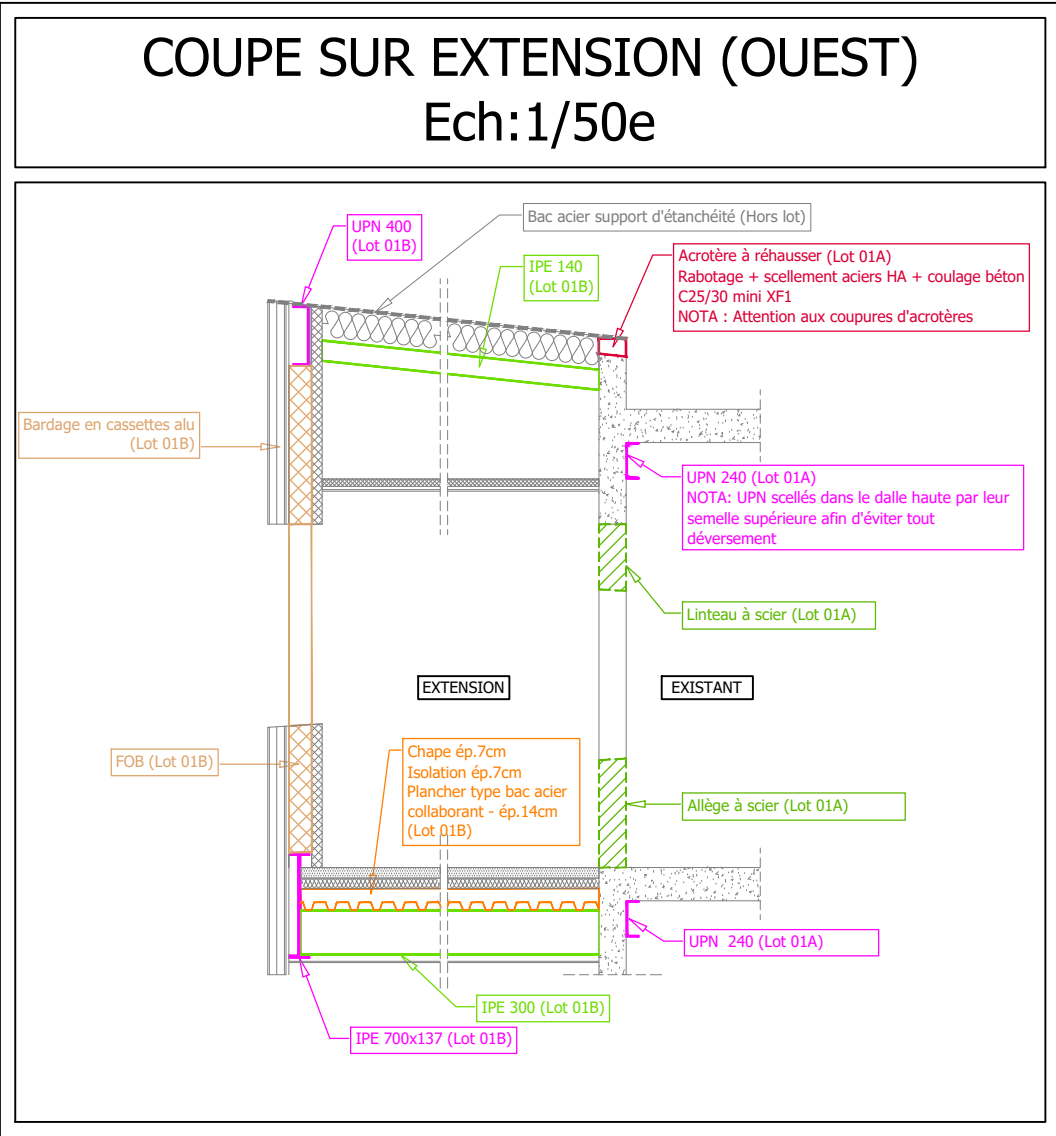 COUPE SUR EXTENSION (OUEST)
Ech:1/50e
Bac acier support d'étanchéité (Hors lot)
UPN 400
(Lot 01B)
IPE 140
(Lot 01B)
Acrotère à réhausser (Lot 01A)
Rabotage + scellement aciers HA + coulage béton
C25/30 mini XF1
NOTA : Attention aux coupures d'acrotères
Bardage en cassettes alu
(Lot 01B)
UPN 240 (Lot 01A)
NOTA: UPN scellés dans le dalle haute par leur
semelle supérieure afin d'éviter tout
déversement
Linteau à scier (Lot 01A)
EXTENSION
EXISTANT
FOB (Lot 01B)
Chape ép.7cm
Isolation ép.7cm
Plancher type bac acier
collaborant - ép.14cm
(Lot 01B)
Allège à scier (Lot 01A)
UPN 240 (Lot 01A)
IPE 300 (Lot 01B)
IPE 700x137 (Lot 01B)